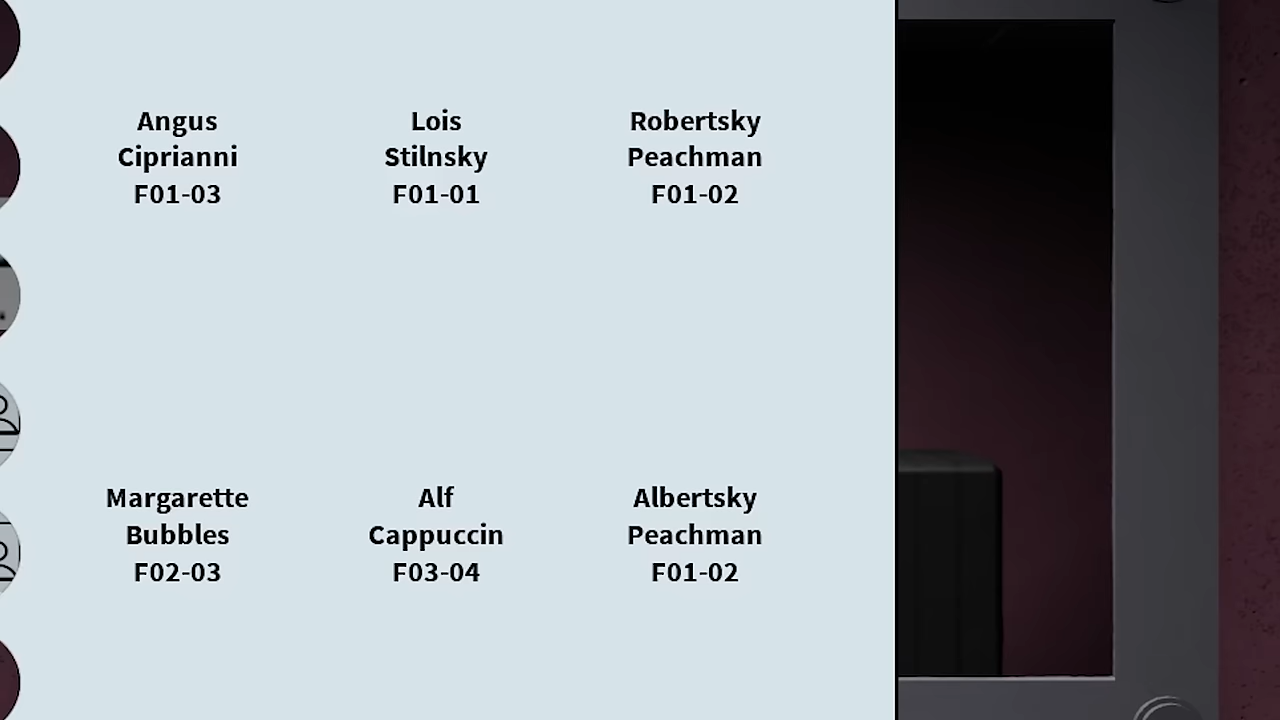 Angus
Ciprianni
F01-03
Lois
Stilnsky
F01-01
Robertsky
Peachman
F01-02
Margarette
Bubbles
F02-03
Alf
Cappuccin
F03-04
Albertsky
Peachman
F01-02